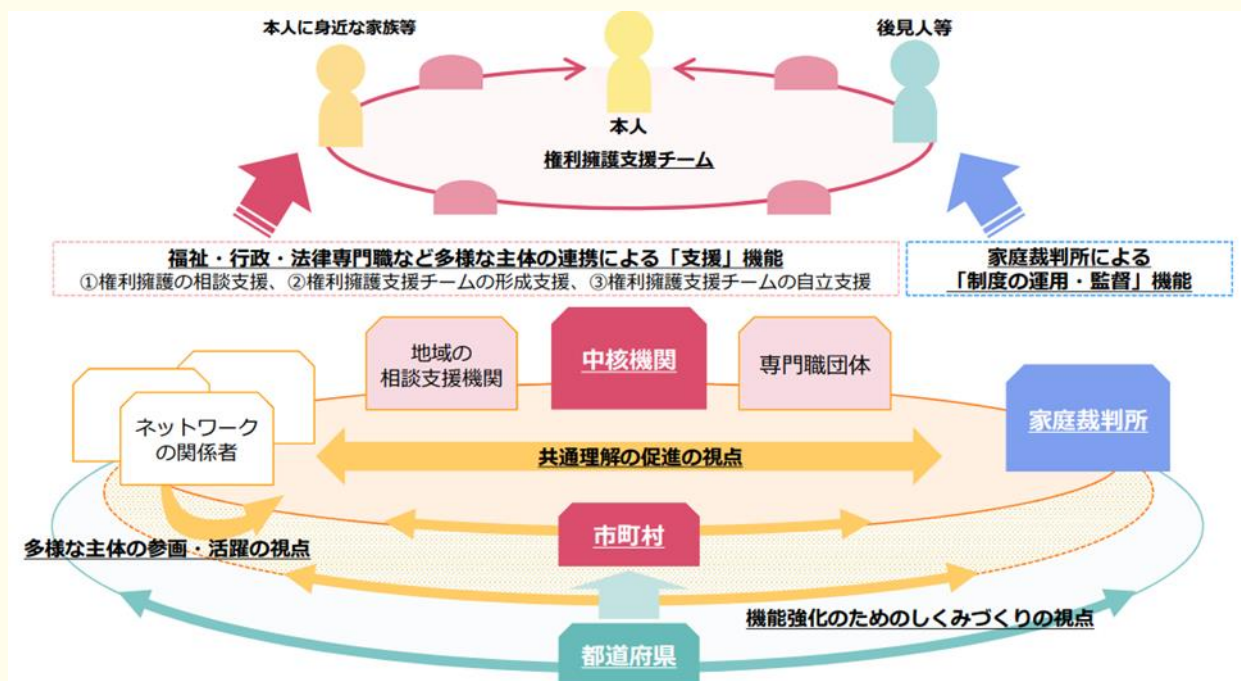 本人に身近な家族等
後見人等
本人
権利擁護支援チーム
福祉・行政・法律専門職など多様な主体の連携による「支援」機能
①権利擁護の相談支援、②権利擁護支援チームの形成支援、③権利擁護支援チームの自立支援
家庭裁判所による
「制度の運用・監督」機能
地域の
相談支援機関
中核機関
専門職団体
ネットワーク
の関係者
家庭裁判所
共通理解の促進の視点
市町村
多様な主体の参画・活躍の視点
機能強化のためのしくみづくりの視点
都道府県